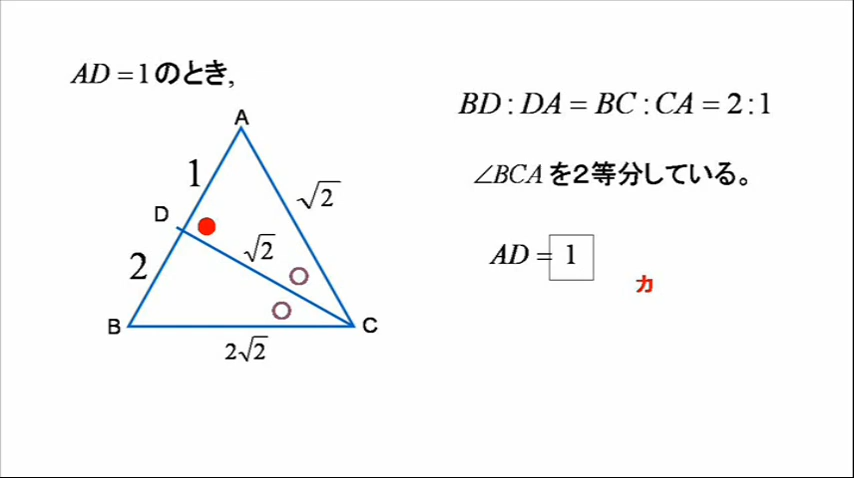 AD=1のとき,
BD:DA=BC:CA=2:1
∠BCAを2等分している。
AD= 1
カ
A
1
√2
D
√2
2
B
C
2√2